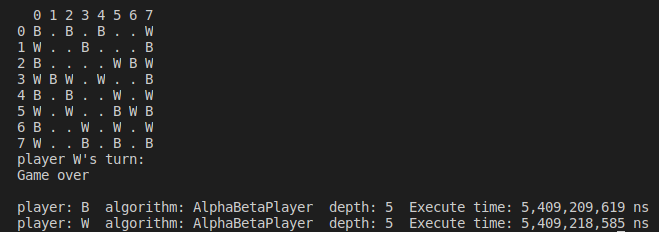 0 1 2 3 4 5 6 7
0 B . B . B . . W
1 W . . B . . . B
2 B . . . . W B W
3 W B W . W . . B
4 B . B . . W . W
5 W . W . . B W B
6 B . . W . W . W
7 W . . B . B . B
player W's turn:
Game over
player: B  algorithm: AlphaBetaPlayer  depth: 5  Execute time: 5,409,209,619 ns
player: W  algorithm: AlphaBetaPlayer  depth: 5  Execute time: 5,409,218,585 ns